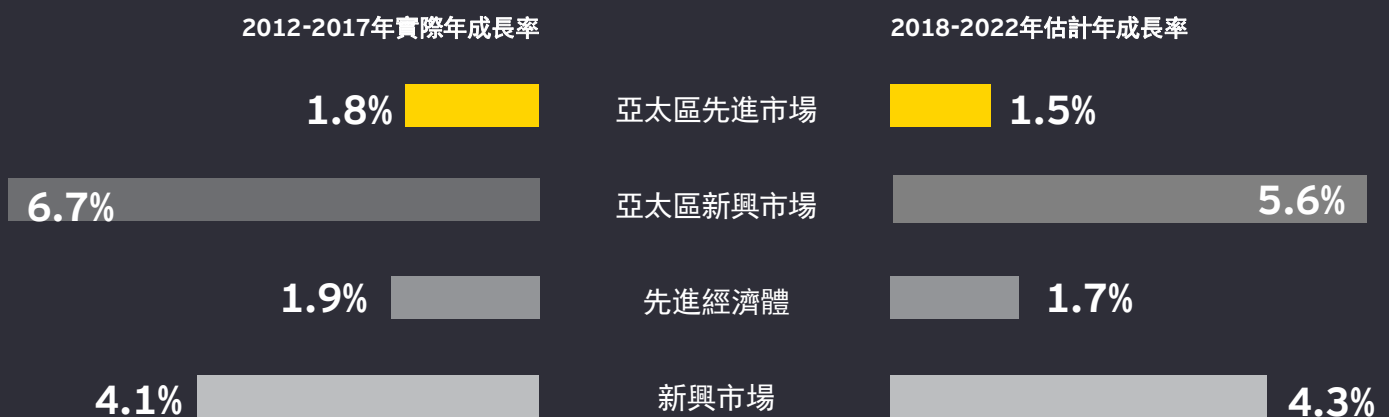 2012-2017年實際年成長率
2018-2022年估計年成長率
1.8% 亞太區先進市場 1.5%
6.7% 亞太區新興市場 5.6%
1.9% 先進經濟體 1.7%
4.1% 新興市場 4.3%